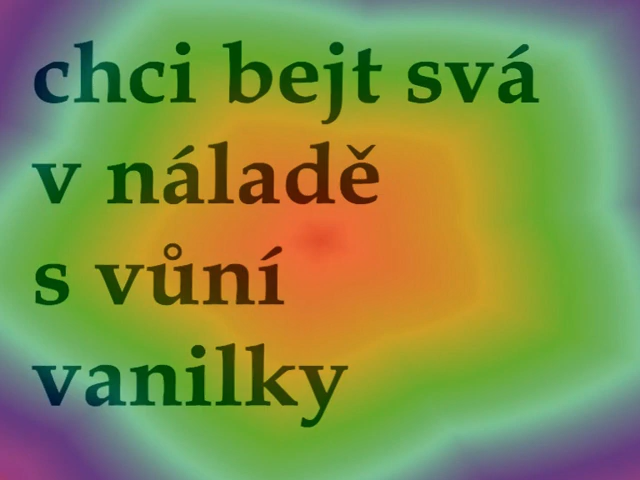 chci bejt svá
v náladě
s vůní
vanilky